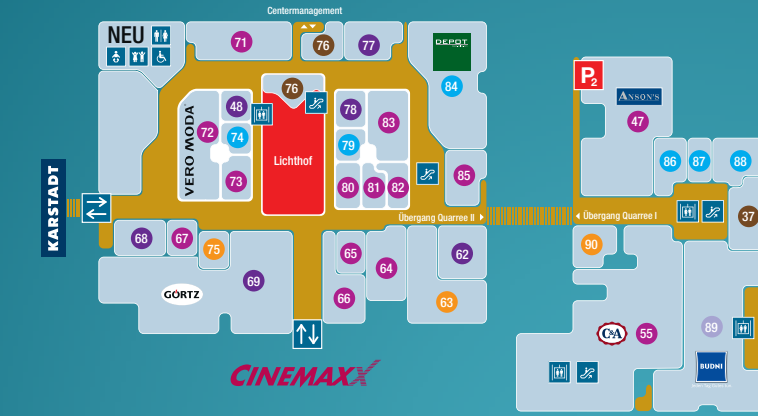 Centermanagement
NEU
71
76
77
DEPOT
84
P2
ANSON'S
47
76
48
78
83
72
74
VERO MODA
79
Lichthof
73
80
81
82
85
86
87
88
KARSTADT
Übergang Quarree II
Übergang Quarree I
37
68
67
75
65
64
62
90
69
66
63
GÖRTZ
C&A
55
89
BUDNI
CINEMAXX